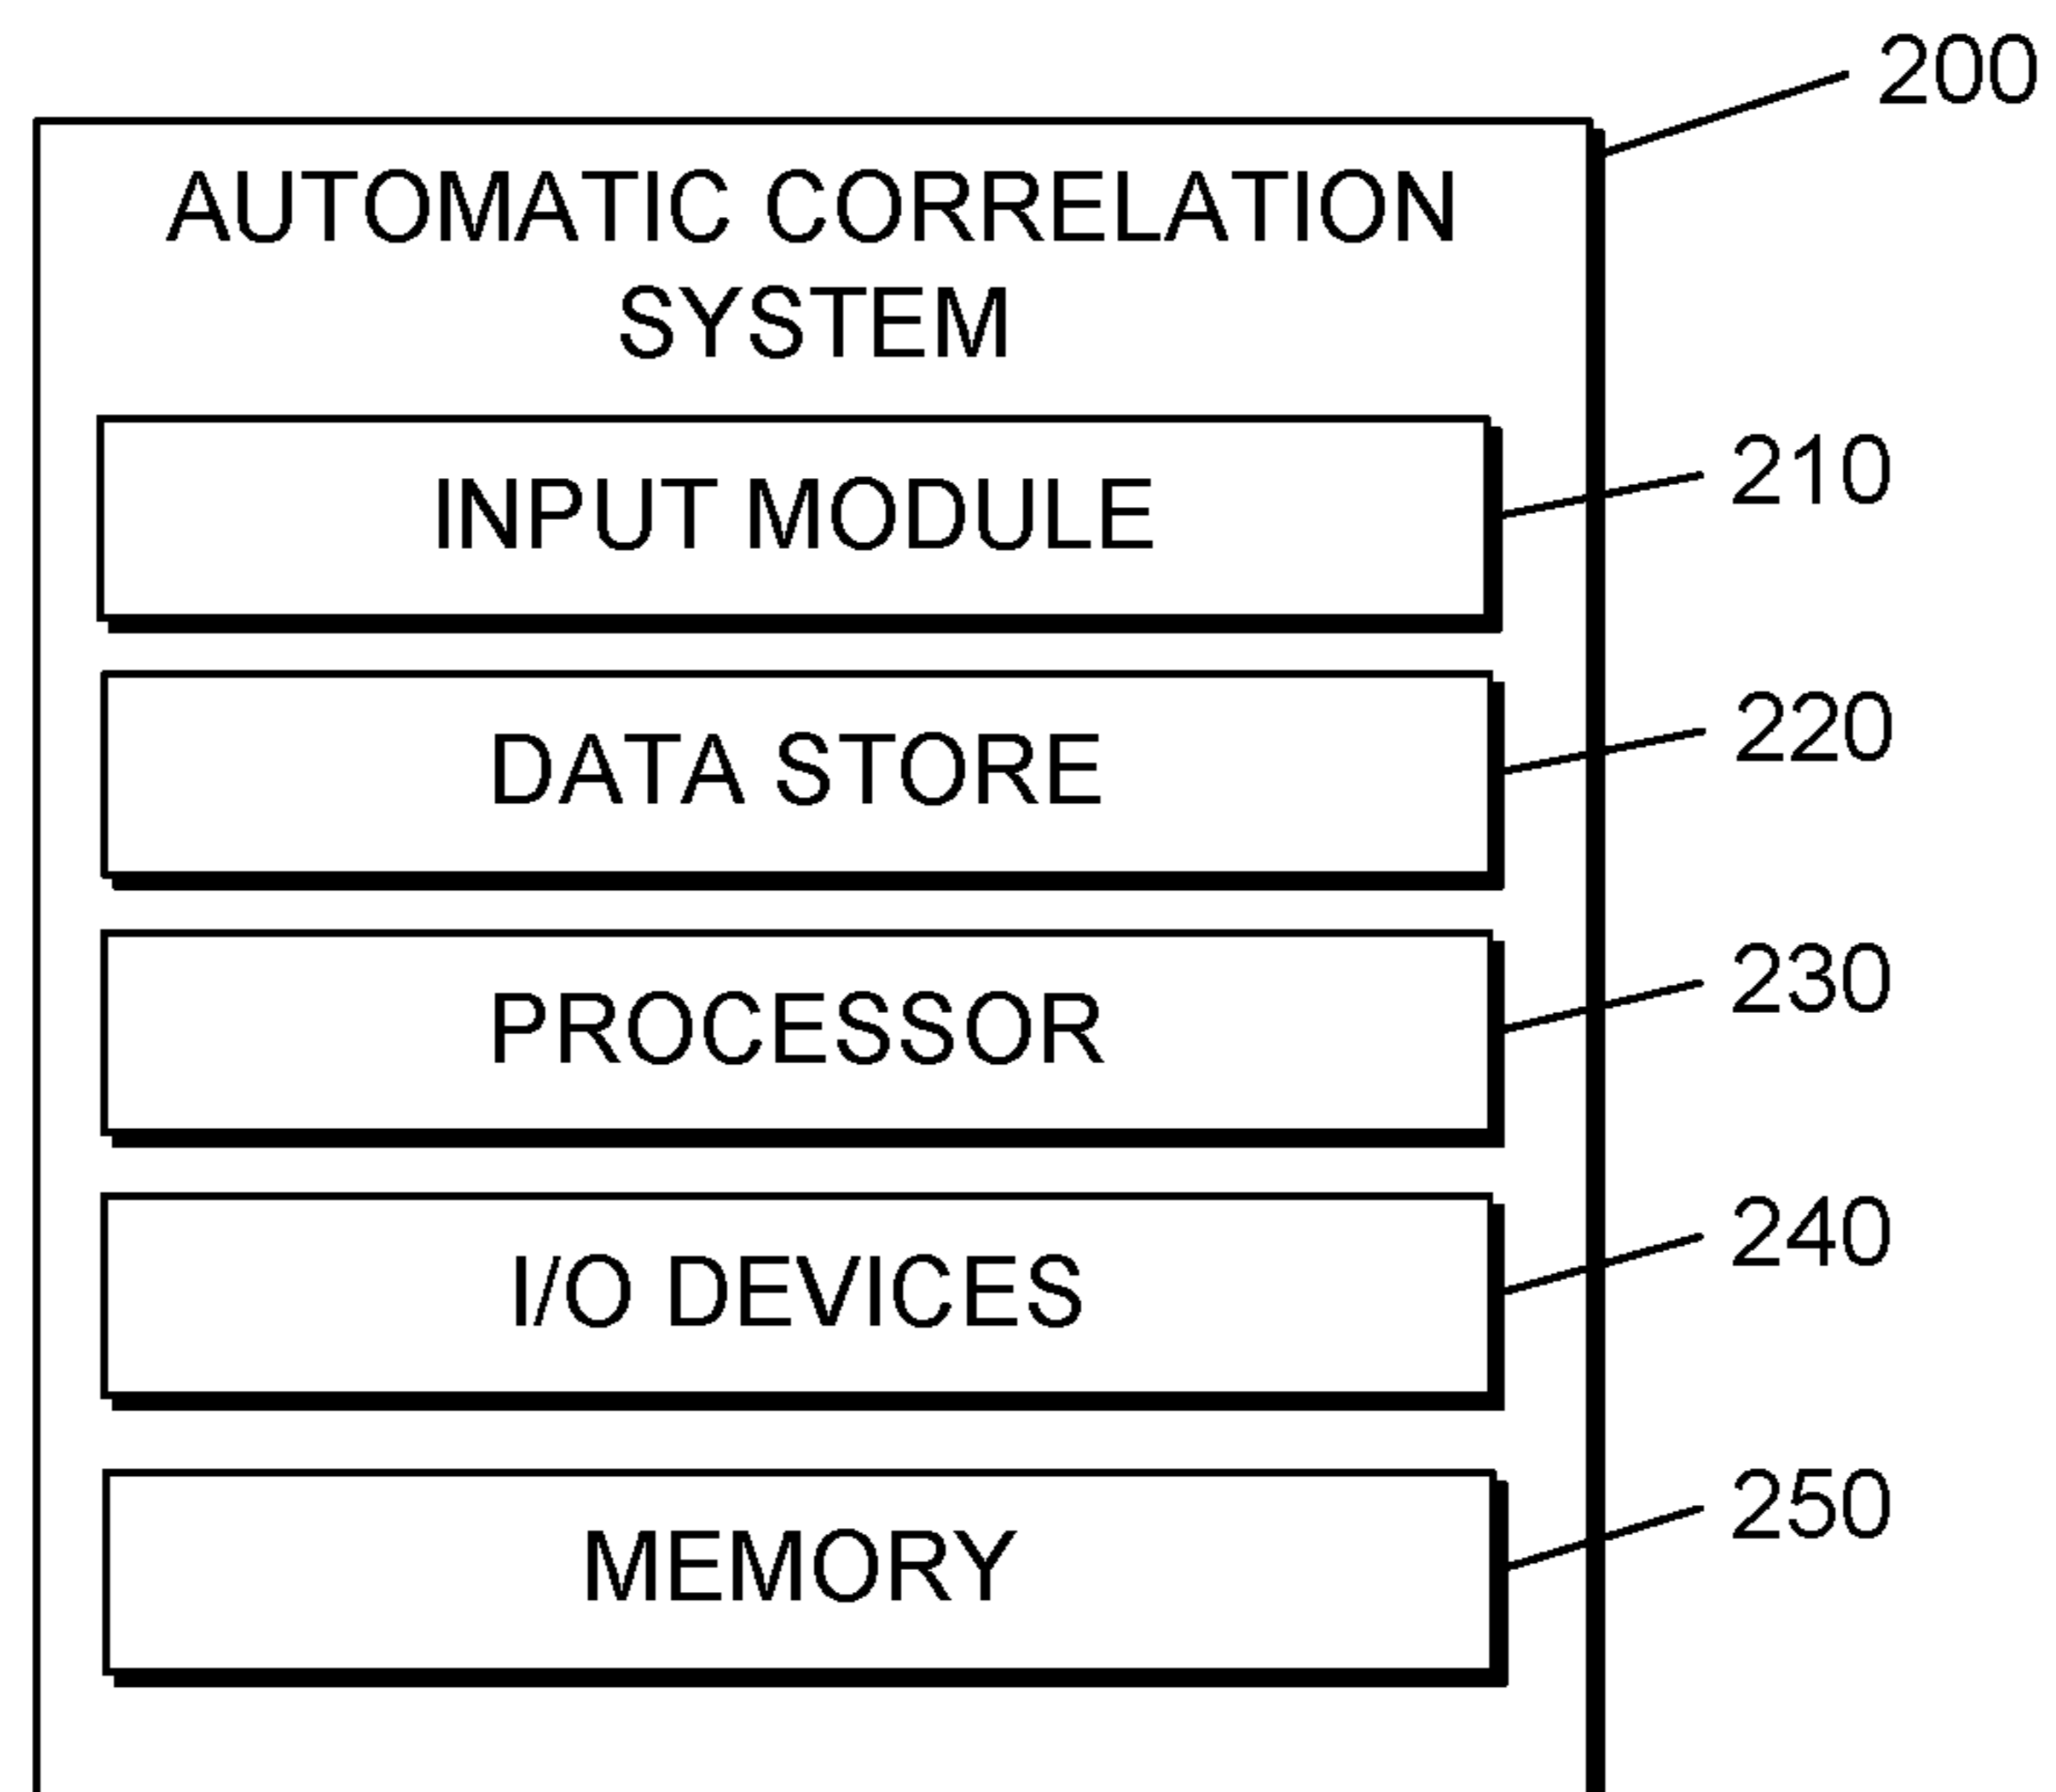 200
AUTOMATIC CORRELATION
SYSTEM
INPUT MODULE
210
DATA STORE
220
PROCESSOR
230
I/O DEVICES
240
MEMORY
250